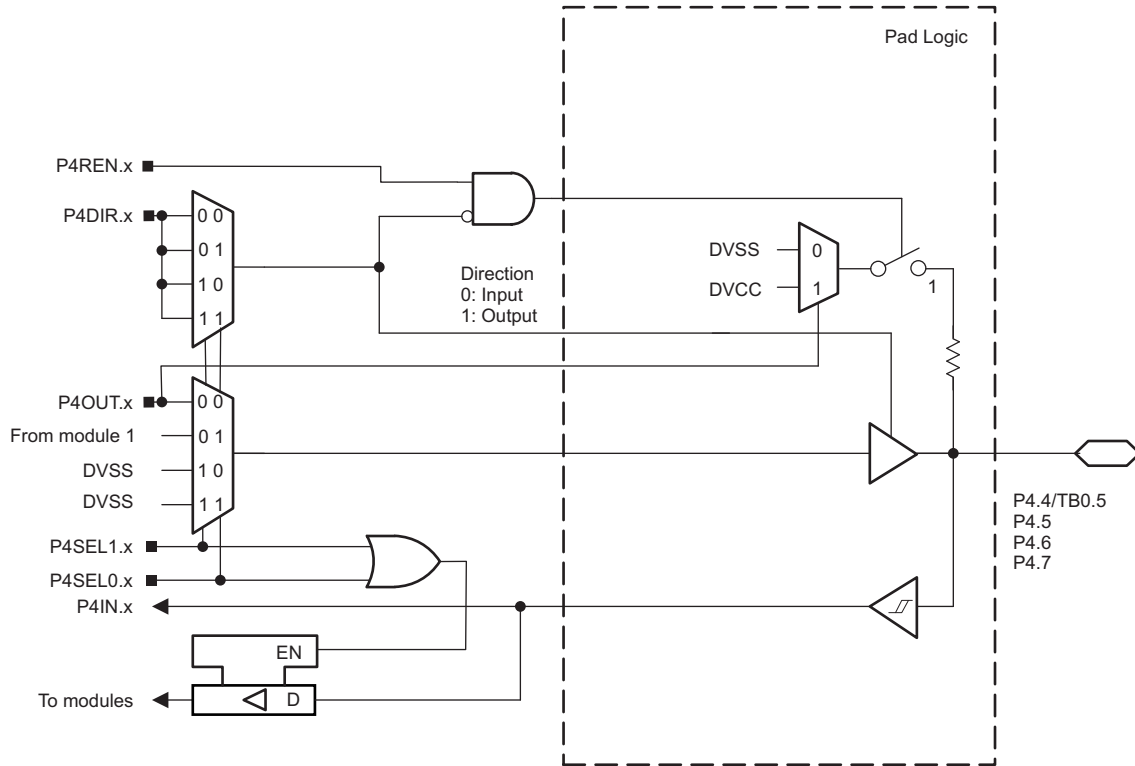 Pad Logic
P4REN.x
P4DIR.x
0 0
0 1
1 0
1 1
Direction
0: Input
1: Output
DVSS
0
DVCC
1
1
P4OUT.x
0 0
From module 1
0 1
DVSS
1 0
DVSS
1 1
P4.4/TB0.5
P4.5
P4.6
P4.7
P4SEL1.x
P4SEL0.x
P4IN.x
EN
To modules
D